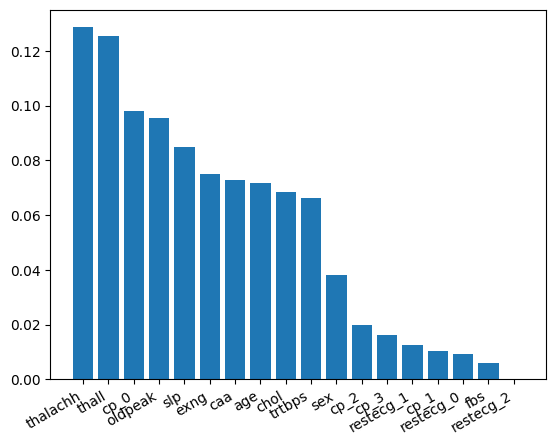 0.12
0.10
0.08
0.06
0.04
0.02
0.00
thalachh
thall
cp_0
oldpeak
slp
exng
caa
age
chol
trtbps
sex
cp_2
cp_3
restecg_1
cp_1
restecg_0
fbs
restecg_2